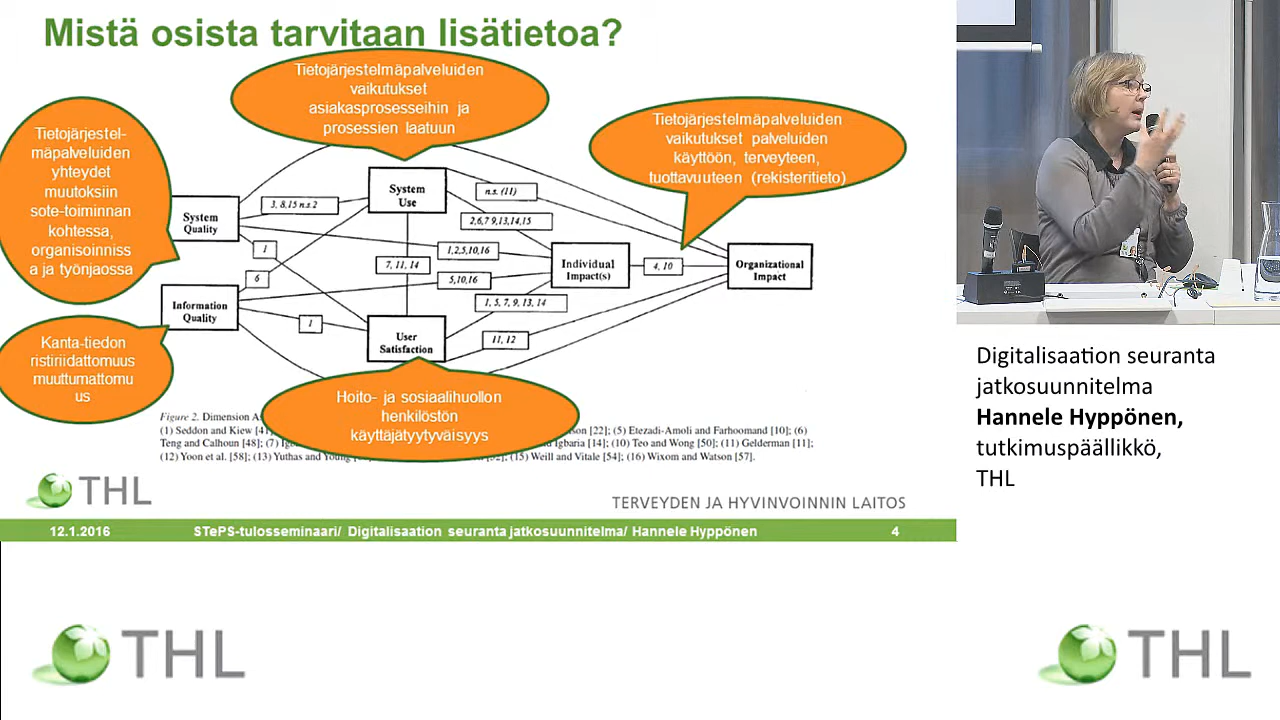 Mistä osista tarvitaan lisätietoa?
Tietojärjestelmäpalveluiden
vaikutukset
asiakasprosesseihin ja
prosessien laatuun
Tietojärjestelmäpalveluiden
vaikutukset palveluiden
käyttöön, terveyteen,
tuottavuuteen (rekisteritieto)
Tietojärjestel-
mäpalveluiden
yhteydet
muutoksiin
sote-toiminnan
kohtessa,
organisoinniss
a ja työnjaossa
System
Quality
3, 8,15 n.s 2
System
Use
n.s. (11)
2,6,7 9,13,14,15
1
1,2,5,10,16
7, 11, 14
6
5,10,16
Individual
Impact(s)
4, 10
Organizational
Impact
Information
Quality
1
1, 5, 7, 9, 13, 14
User
Satisfaction
11, 12
Kanta-tiedon
ristiriidattomuus
muuttumattomu
us
Hoito- ja sosiaalihuollon
henkilöstön
käyttäjätyytyväisyys
Figure 2. Dimension A
(1) Seddon and Kiew [4 [22]; (5) Etezadi-Amoli and Farhoomand [10]; (6)
Teng and Calhoun [48]; (7) Igbaria [14]; (10) Teo and Wong [50]; (11) Gelderman [11];
(12) Yoon et al. [58]; (13) Yuthas and Young (15) Weill and Vitale [54]; (16) Wixom and Watson [57].
THL
TERVEYDEN JA HYVINVOINNIN LAITOS
12.1.2016 STePS-tulosseminaari/ Digitalisaation seuranta jatkosuunnitelma/ Hannele Hyppönen 4
Digitalisaation seuranta
jatkosuunnitelma
Hannele Hyppönen,
tutkimuspäällikkö,
THL
THL
THL